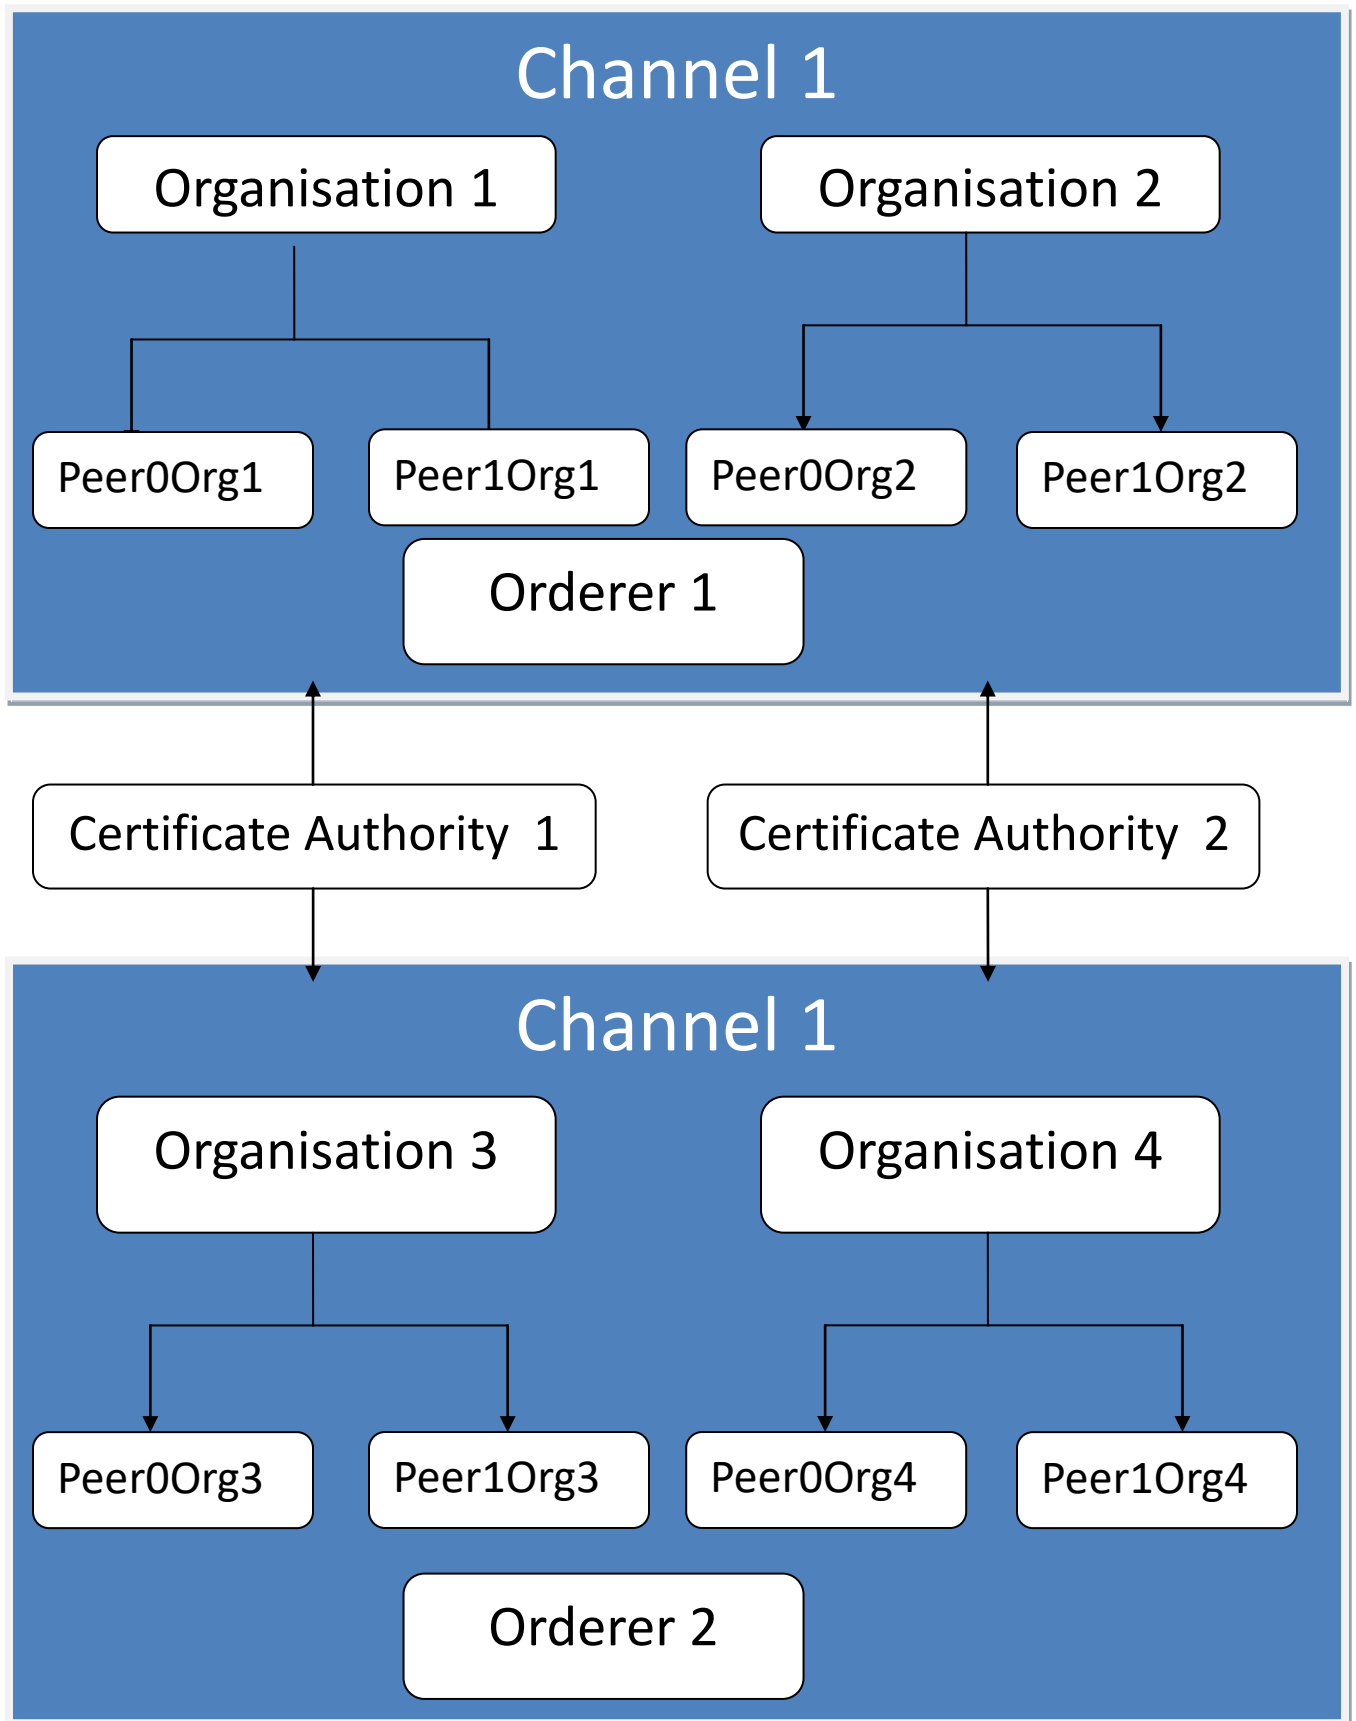 Channel 1
Organisation 1
Organisation 2
Peer0Org1
Peer1Org1
Peer0Org2
Peer1Org2
Orderer 1
Certificate Authority  1
Certificate Authority  2
Channel 1
Organisation 3
Organisation 4
Peer0Org3
Peer1Org3
Peer0Org4
Peer1Org4
Orderer 2